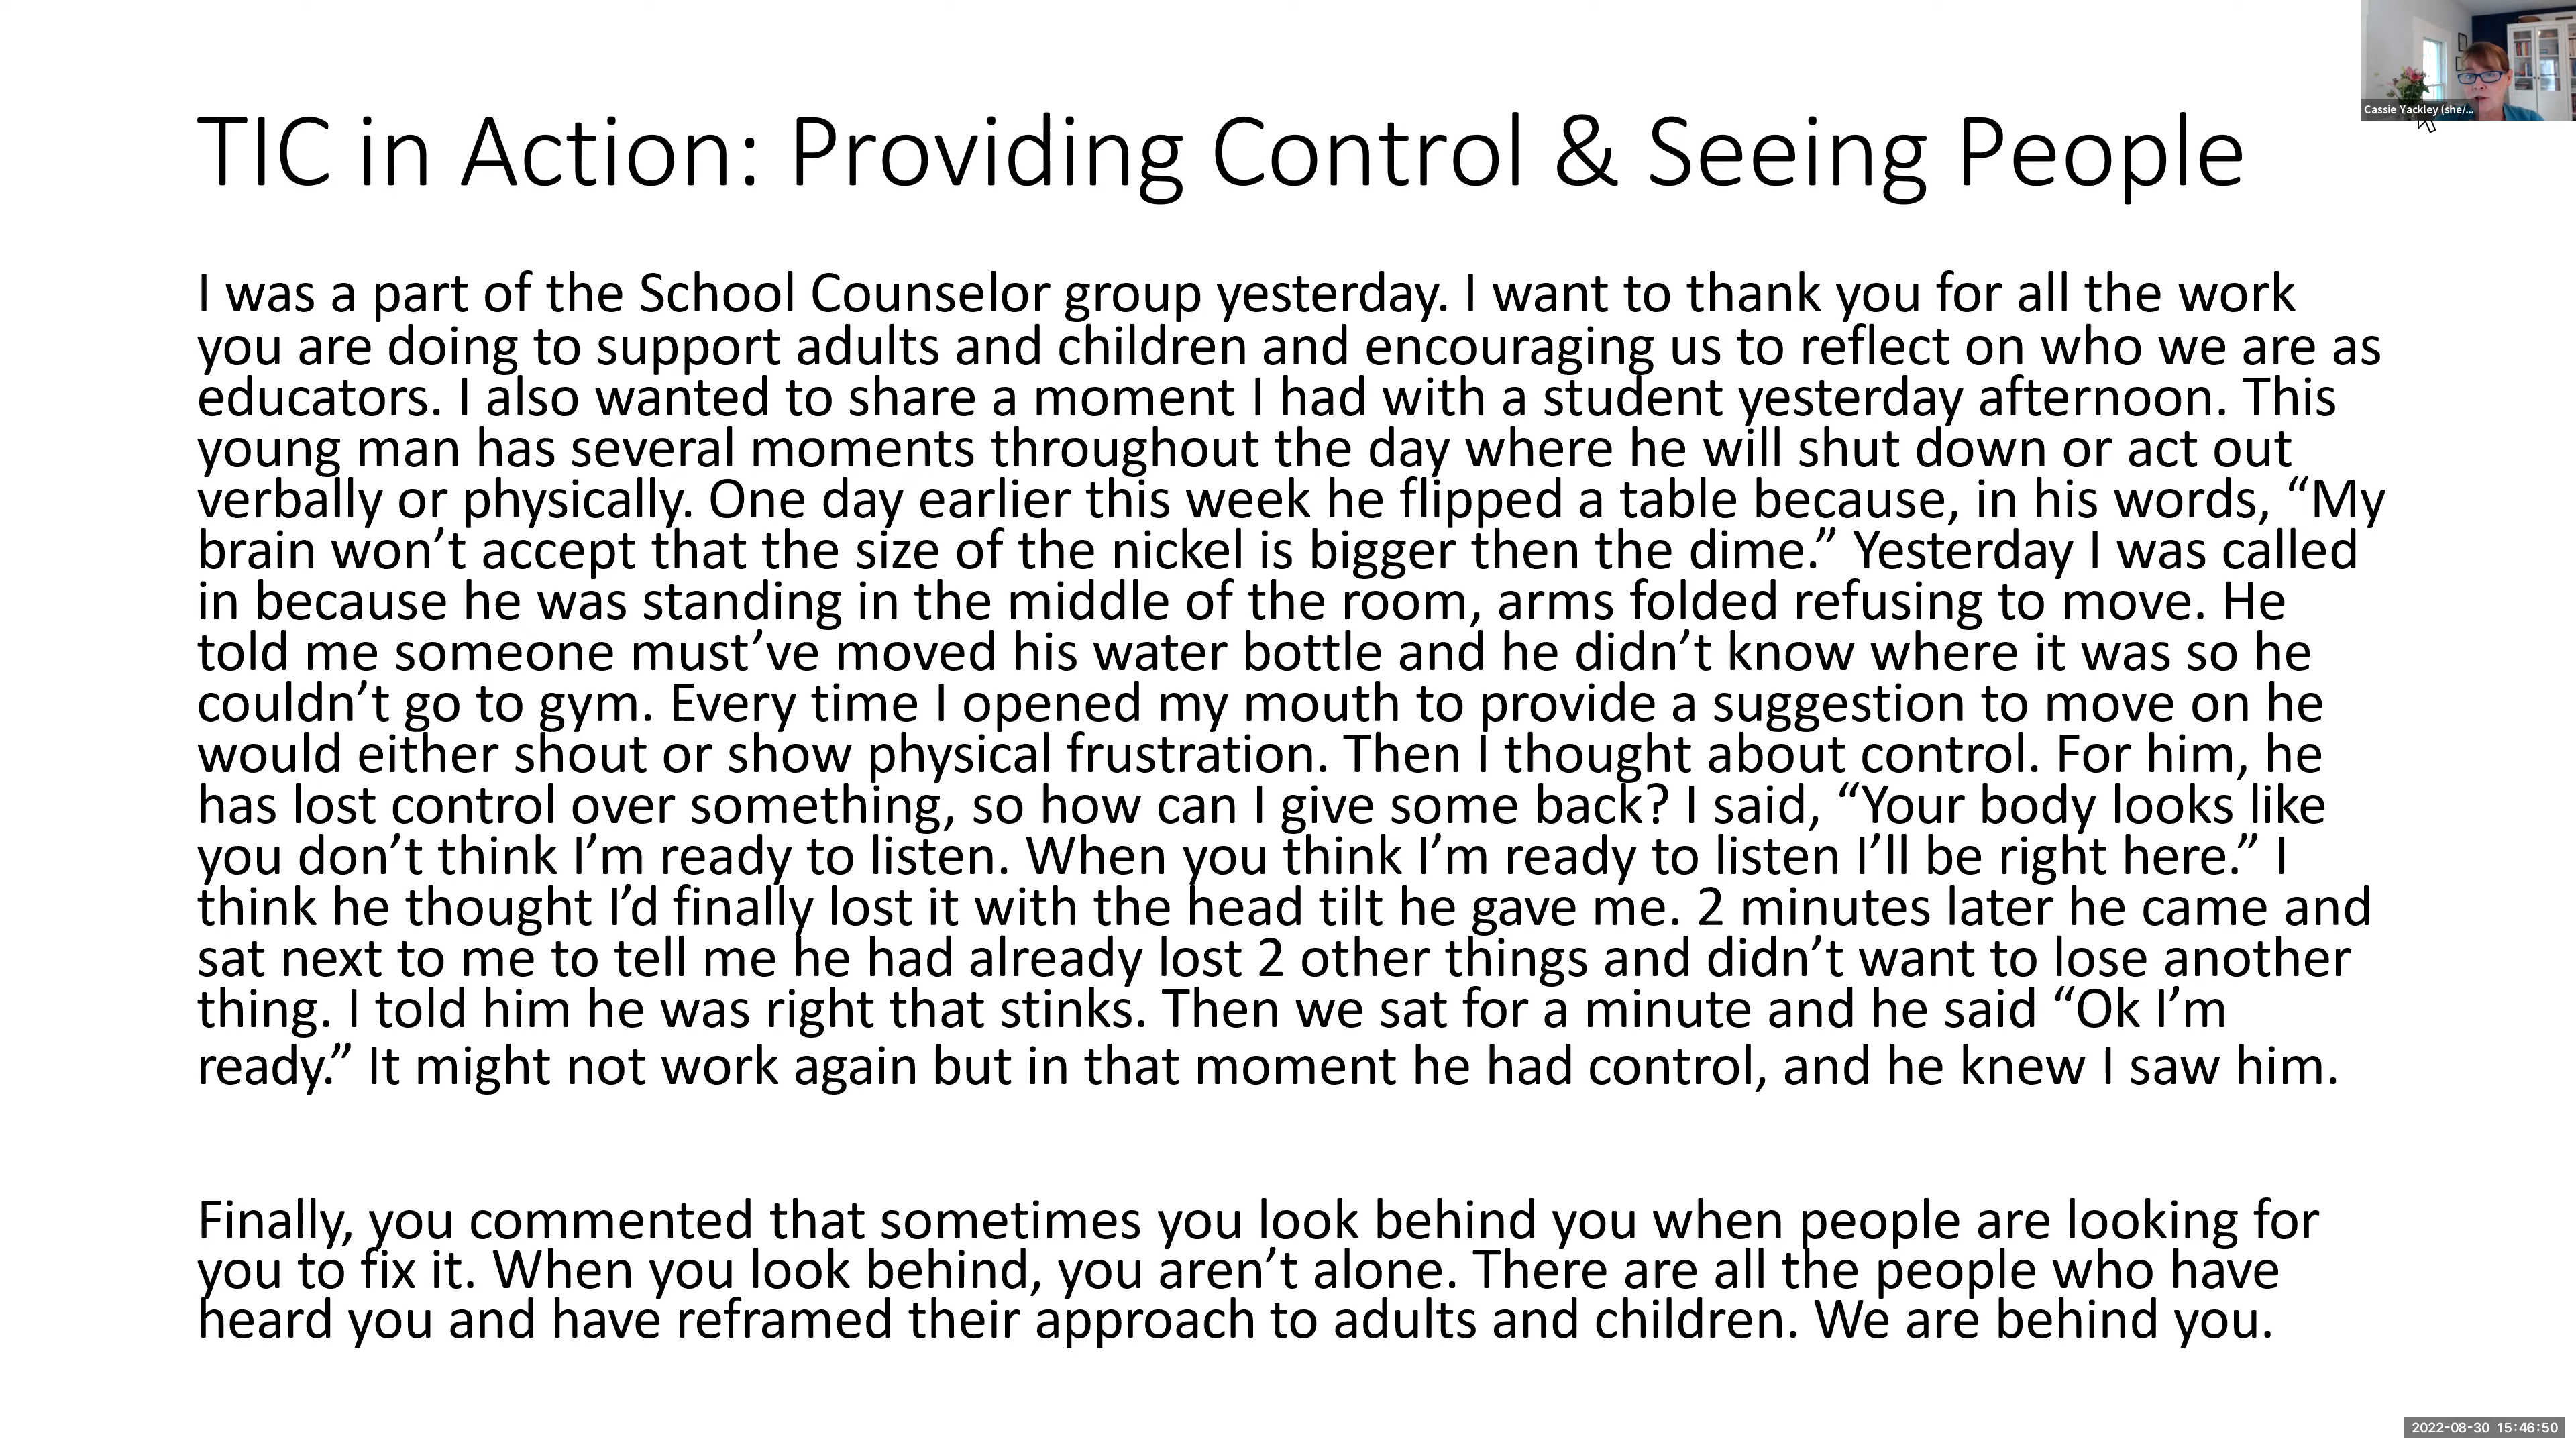 Cassie Yackley (she/...
TIC in Action: Providing Control & Seeing People
I was a part of the School Counselor group yesterday. I want to thank you for all the work
you are doing to support adults and children and encouraging us to reflect on who we are as
educators. I also wanted to share a moment I had with a student yesterday afternoon. This
young man has several moments throughout the day where he will shut down or act out
verbally or physically. One day earlier this week he flipped a table because, in his words, “My
brain won’t accept that the size of the nickel is bigger then the dime.” Yesterday I was called
in because he was standing in the middle of the room, arms folded refusing to move. He
told me someone must’ve moved his water bottle and he didn’t know where it was so he
couldn’t go to gym. Every time I opened my mouth to provide a suggestion to move on he
would either shout or show physical frustration. Then I thought about control. For him, he
has lost control over something, so how can I give some back? I said, “Your body looks like
you don’t think I’m ready to listen. When you think I’m ready to listen I’ll be right here.” I
think he thought I’d finally lost it with the head tilt he gave me. 2 minutes later he came and
sat next to me to tell me he had already lost 2 other things and didn’t want to lose another
thing. I told him he was right that stinks. Then we sat for a minute and he said “Ok I’m
ready.” It might not work again but in that moment he had control, and he knew I saw him.
Finally, you commented that sometimes you look behind you when people are looking for
you to fix it. When you look behind, you aren’t alone. There are all the people who have
heard you and have reframed their approach to adults and children. We are behind you.
2022-08-30 15:46:50